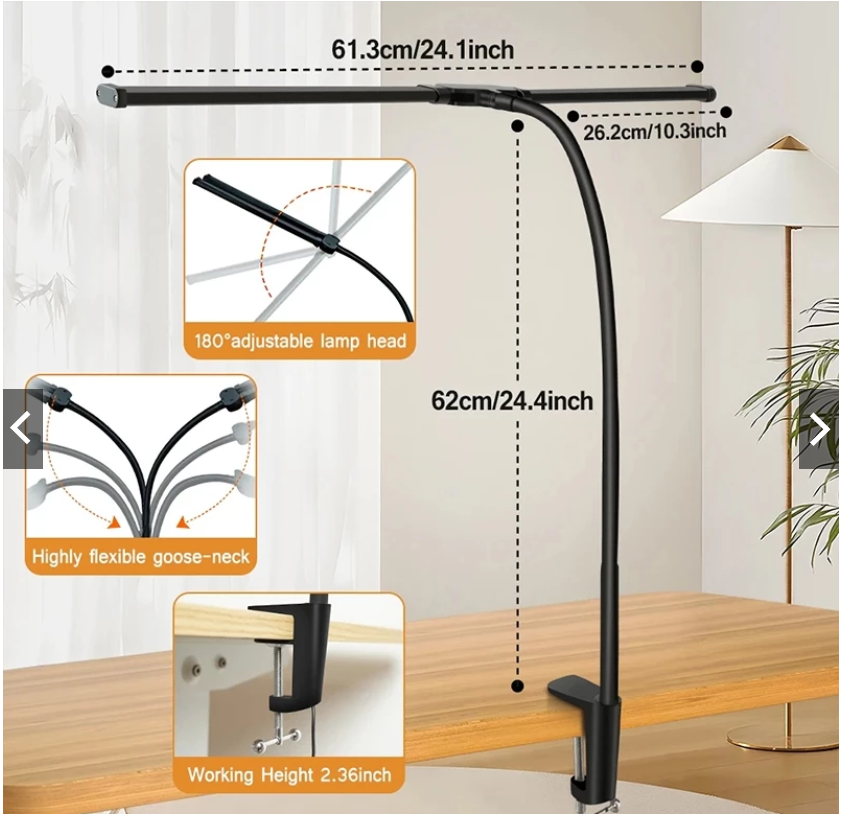 61.3cm/24.1inch
26.2cm/10.3inch
180°adjustable lamp head
62cm/24.4inch
Highly flexible goose-neck
Working Height 2.36inch